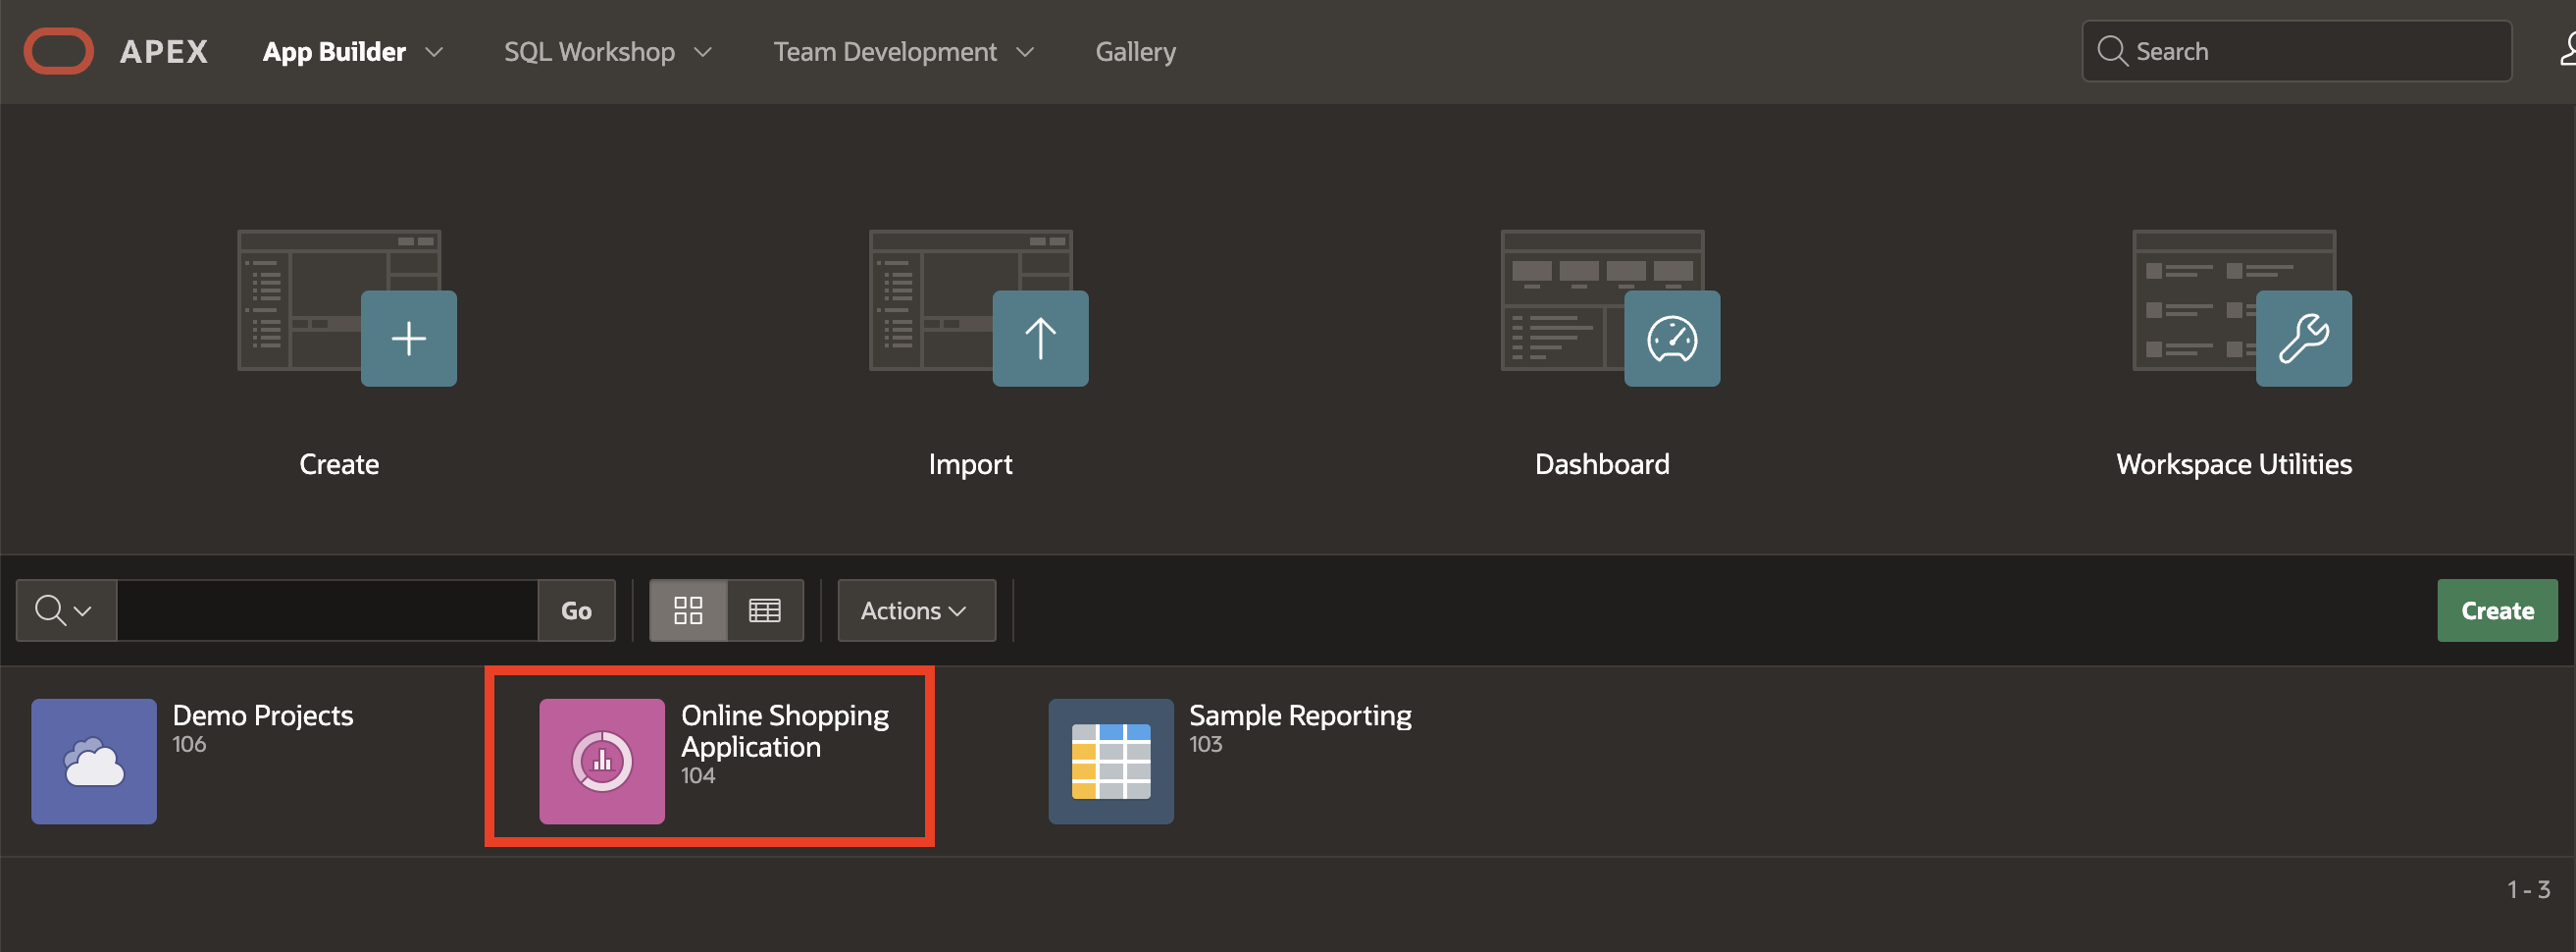 APEX App Builder SQL Workshop Team Development Gallery Search
Create Import Dashboard Workspace Utilities
Go Actions Create
Demo Projects
106
Online Shopping
Application
104
Sample Reporting
103
1 - 3